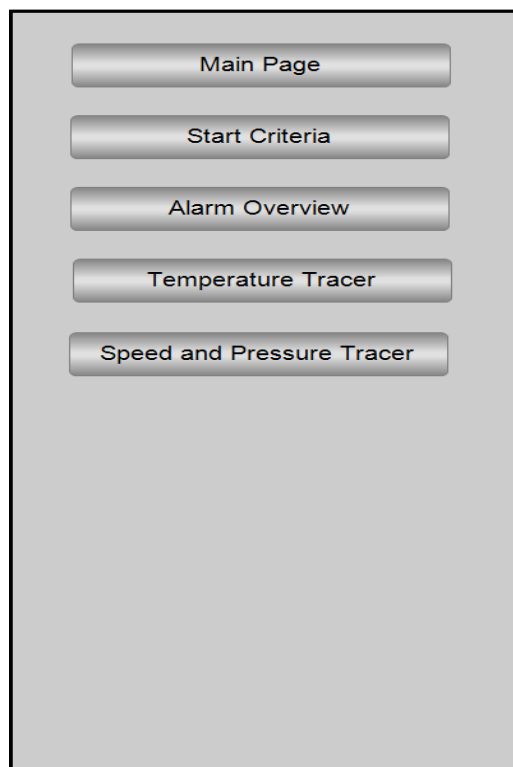 Main Page
Start Criteria
Alarm Overview
Temperature Tracer
Speed and Pressure Tracer